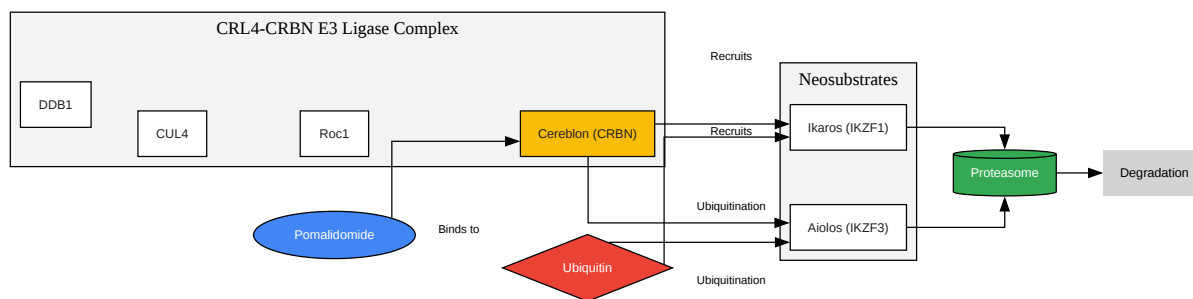 CRL4-CRBN E3 Ligase Complex
Recruits
Neosubstrates
DDB1
CUL4
Roc1
Cereblon (CRBN)
Recruits
Ikaros (IKZF1)
Proteasome
Degradation
Ubiquitination
Pomalidomide
Binds to
Aiolos (IKZF3)
Ubiquitin
Ubiquitination